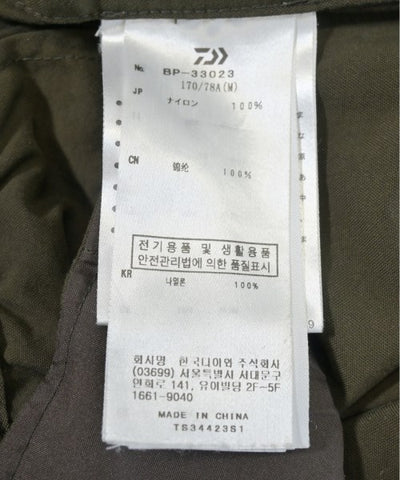 No. BP-33023
JP 170/78A(M)
ナイロン 100%
CN 锦纶 100%
전기용품 및 생활용품
안전관리법에 의한 품질표시
KR 나일론 100%
회사명 한국다이와 주식회사
(03699) 서울특별시 서대문구
연희로 141, 유어빌딩 2F~5F
1661-9040
MADE IN CHINA
TS34423S1